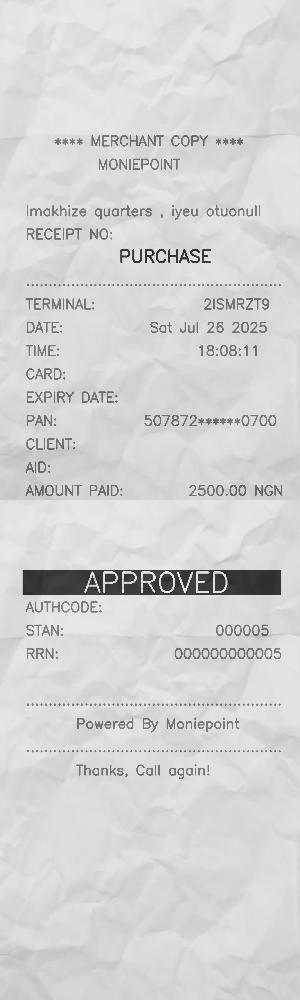 **** MERCHANT COPY ****
MONIEPOINT
Imakhize quarters , iyeu otuonull
RECEIPT NO:
PURCHASE
TERMINAL: 2ISMRZT9
DATE: Sat Jul 26 2025
TIME: 18:08:11
CARD:
EXPIRY DATE:
PAN: 507872******0700
CLIENT:
AID:
AMOUNT PAID: 2500.00 NGN
APPROVED
AUTHCODE:
STAN: 000005
RRN: 000000000005
Powered By Moniepoint
Thanks, Call again!